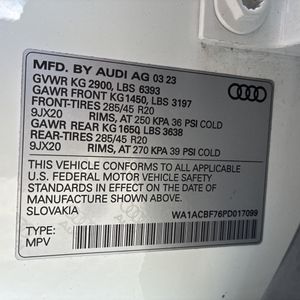 MFD. BY AUDI AG 03 23
GVWR KG 2900, LBS 6393
GAWR FRONT KG 1450, LBS 3197
FRONT-TIRES 285/45 R20
9JX20 RIMS, AT 250 KPA 36 PSI COLD
GAWR REAR KG 1650 LBS 3638
REAR-TIRES 285/45 R20
9JX20 RIMS, AT 270 KPA 39 PSI COLD
THIS VEHICLE CONFORMS TO ALL APPLICABLE
U.S. FEDERAL MOTOR VEHICLE SAFETY
STANDARDS IN EFFECT ON THE DATE OF
MANUFACTURE SHOWN ABOVE.
SLOVAKIA WA1ACBF76PD017099
TYPE:
MPV